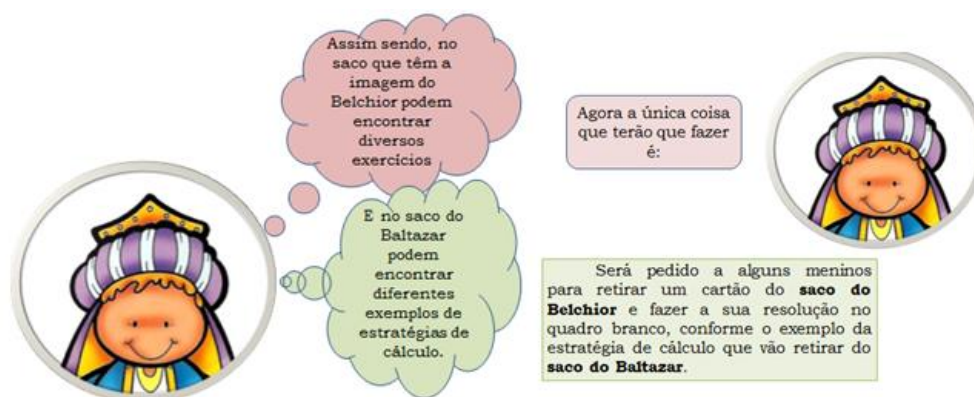 Assim sendo, no
saco que têm a
imagem do
Belchior podem
encontrar
diversos
exercícios
E no saco do
Baltazar
podem
encontrar
diferentes
exemplos de
estratégias de
cálculo.
Agora a única coisa
que terão que fazer
é:
Será pedido a alguns meninos
para retirar um cartão do saco do
Belchior e fazer a sua resolução no
quadro branco, conforme o exemplo da
estratégia de cálculo que vão retirar do
saco do Baltazar.